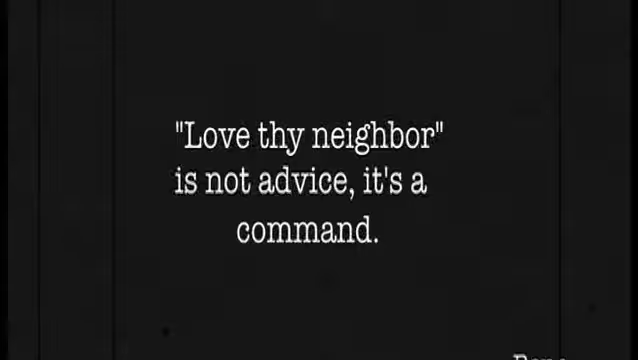 "Love thy neighbor"
is not advice, it's a
command.